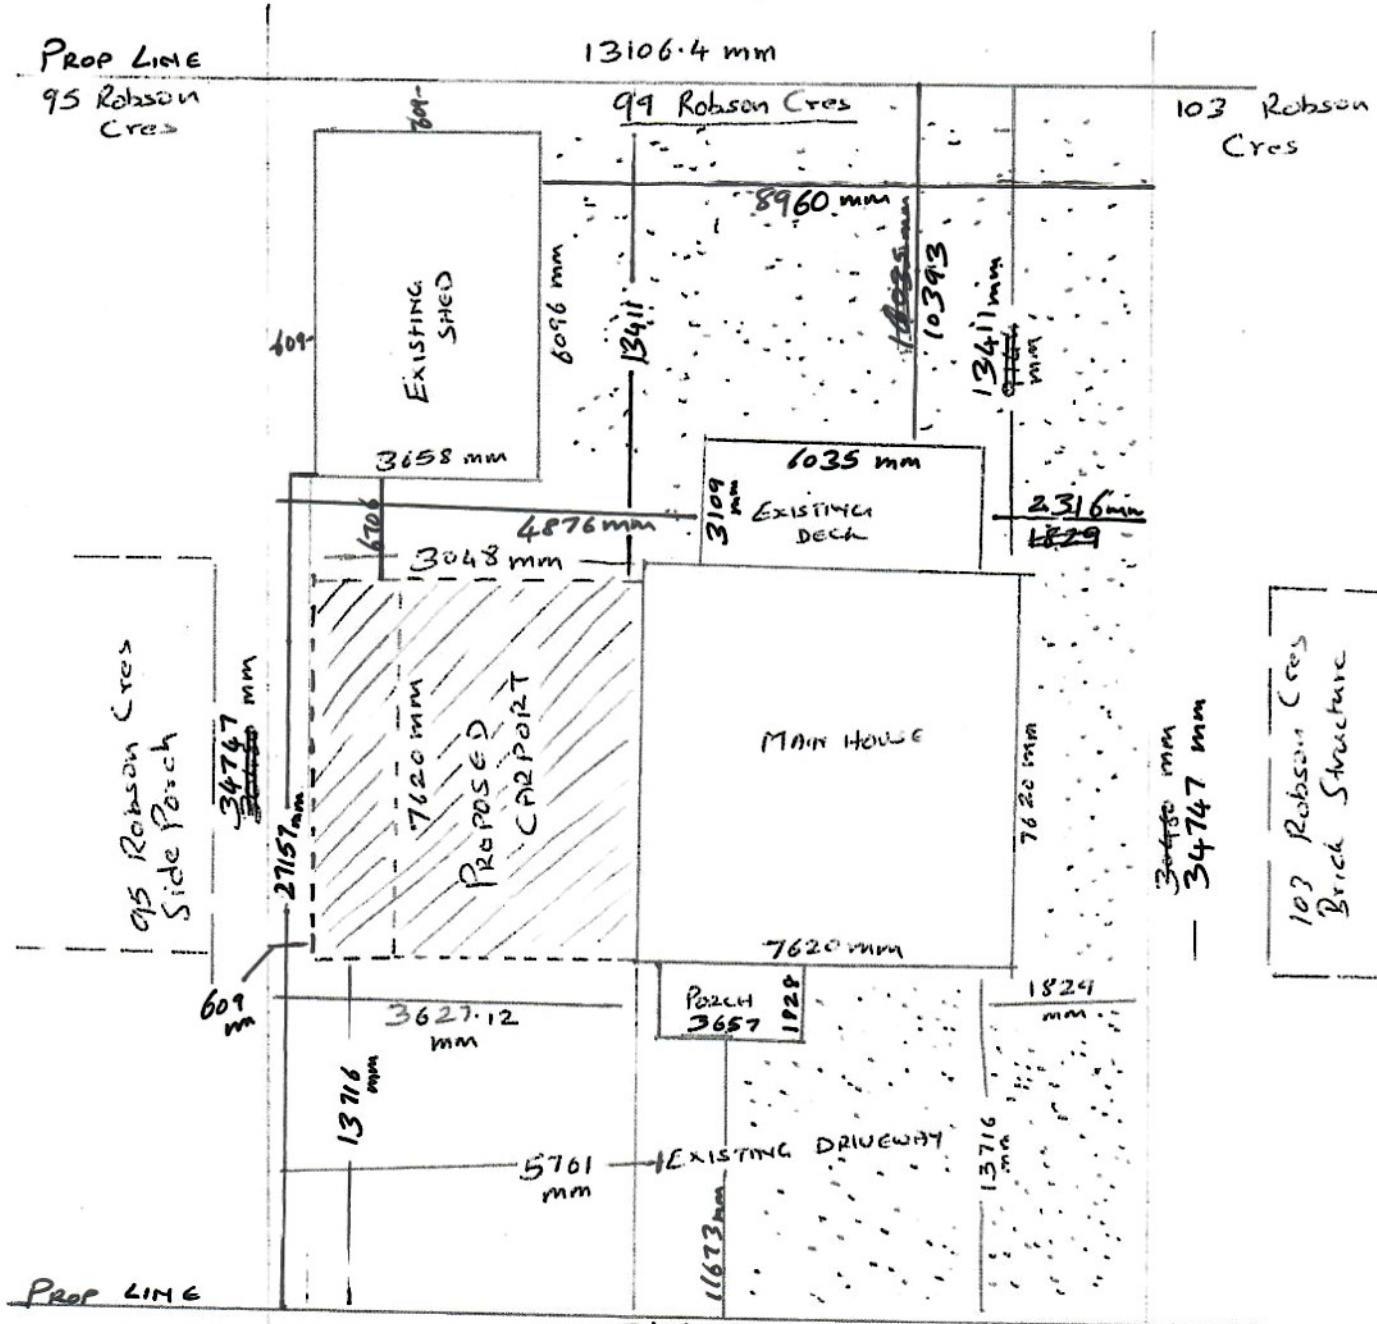 PROP LINE
13106.4 mm
95 Robson
Cres
609
99 Robson Cres
103 Robson
Cres
8960 mm
EXISTING
SHED
6096 mm
13411
10393
13411 mm
mm
609
3658 mm
6035 mm
6706
4876 mm
3109
mm
EXISTING
DECK
2316 mm
1829
3048 mm
95 Robson Cres
Side Porch
34747 mm
27157 mm
7620 mm
PROPOSED
CARPORT
MAIN HOUSE
7620 mm
30480 mm
34747 mm
103 Robson Cres
Brick Structure
7620 mm
609
mm
3627.12
mm
PORCH
3657
1828
1829
mm
13716
mm
5761
mm
EXISTING DRIVEWAY
13716
mm
11673 mm
PROP LINE